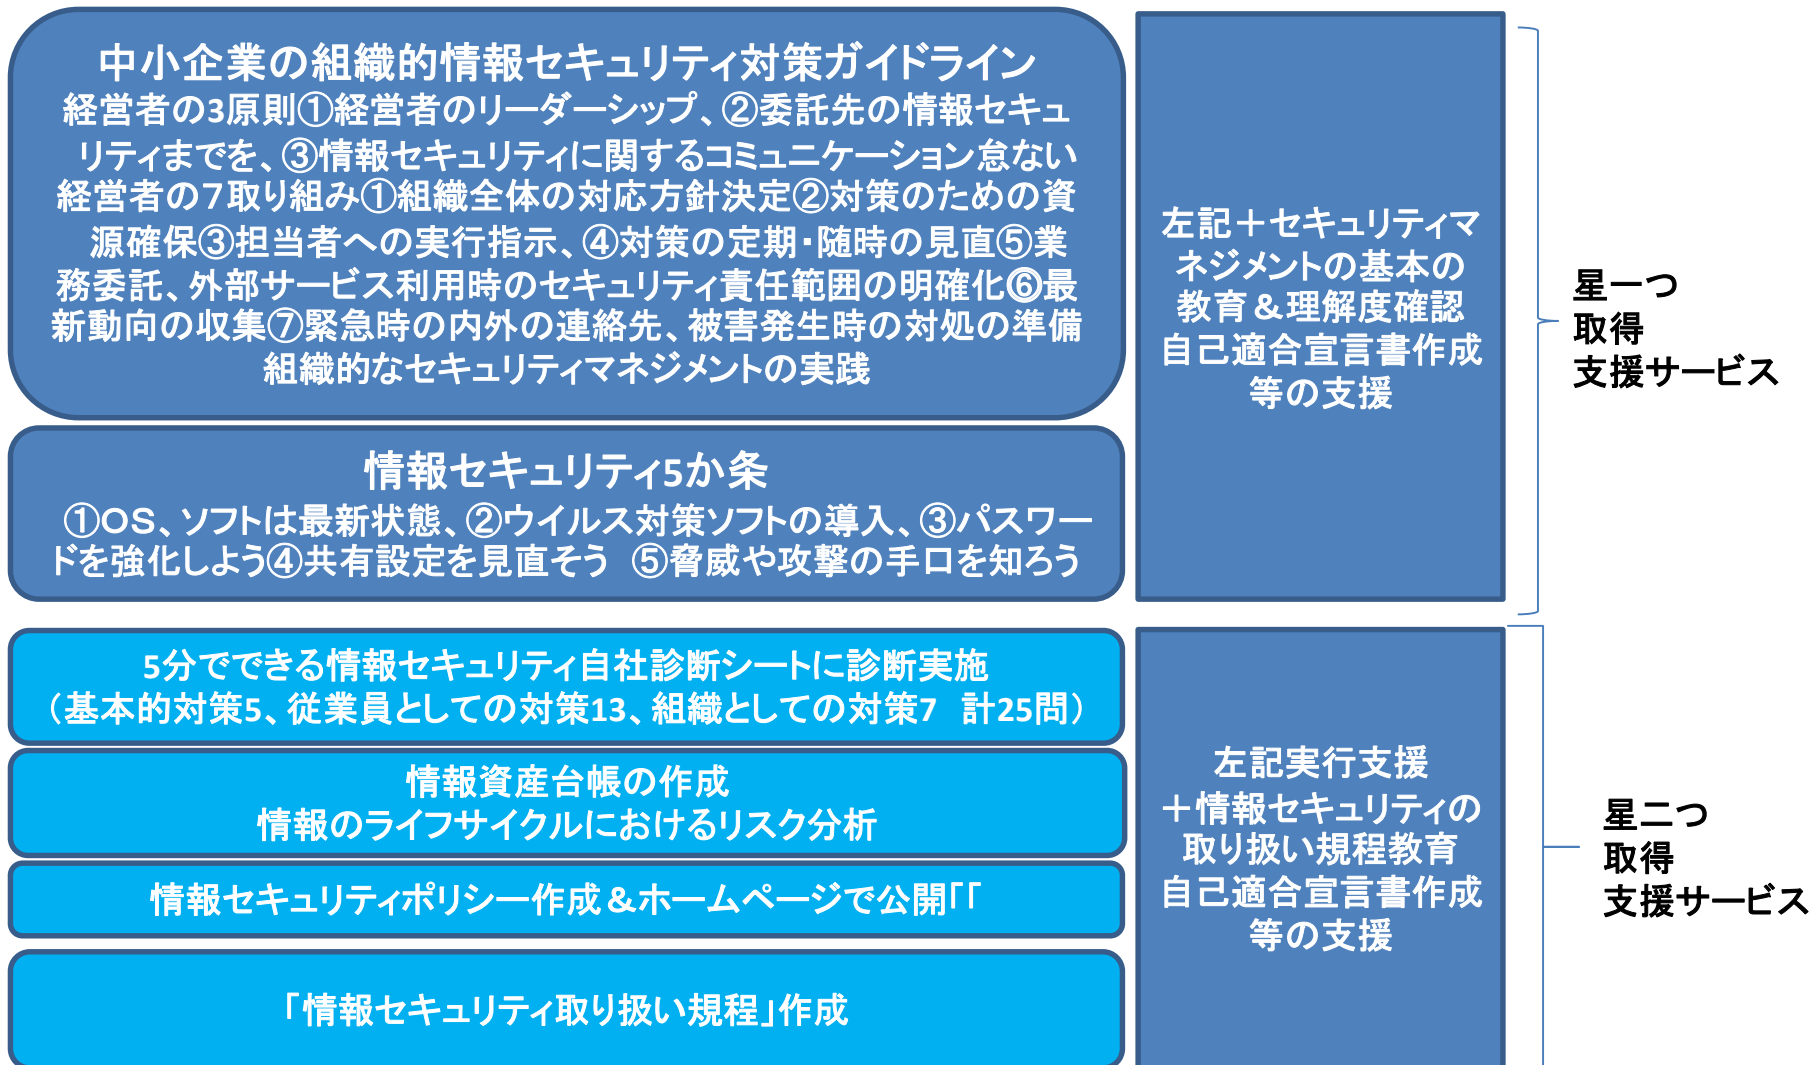 中小企業の組織的情報セキュリティ対策ガイドライン
経営者の3原則①経営者のリーダーシップ、②委託先の情報セキュ
リティまでを、③情報セキュリティに関するコミュニケーション怠ない
経営者の７取り組み①組織全体の対応方針決定②対策のための資
源確保③担当者への実行指示、④対策の定期・随時の見直⑤業
務委託、外部サービス利用時のセキュリティ責任範囲の明確化⑥最
新動向の収集⑦緊急時の内外の連絡先、被害発生時の対処の準備
組織的なセキュリティマネジメントの実践
情報セキュリティ5か条
①ＯＳ、ソフトは最新状態、②ウイルス対策ソフトの導入、③パスワー
ドを強化しよう④共有設定を見直そう　⑤脅威や攻撃の手口を知ろう
左記＋セキュリティマ
ネジメントの基本の
教育＆理解度確認
自己適合宣言書作成
等の支援
星一つ
取得
支援サービス
5分でできる情報セキュリティ自社診断シートに診断実施
（基本的対策5、従業員としての対策13、組織としての対策7　計25問）
情報資産台帳の作成
情報のライフサイクルにおけるリスク分析
情報セキュリティポリシー作成＆ホームページで公開「「
「情報セキュリティ取り扱い規程」作成
左記実行支援
＋情報セキュリティの
取り扱い規程教育
自己適合宣言書作成
等の支援
星二つ
取得
支援サービス